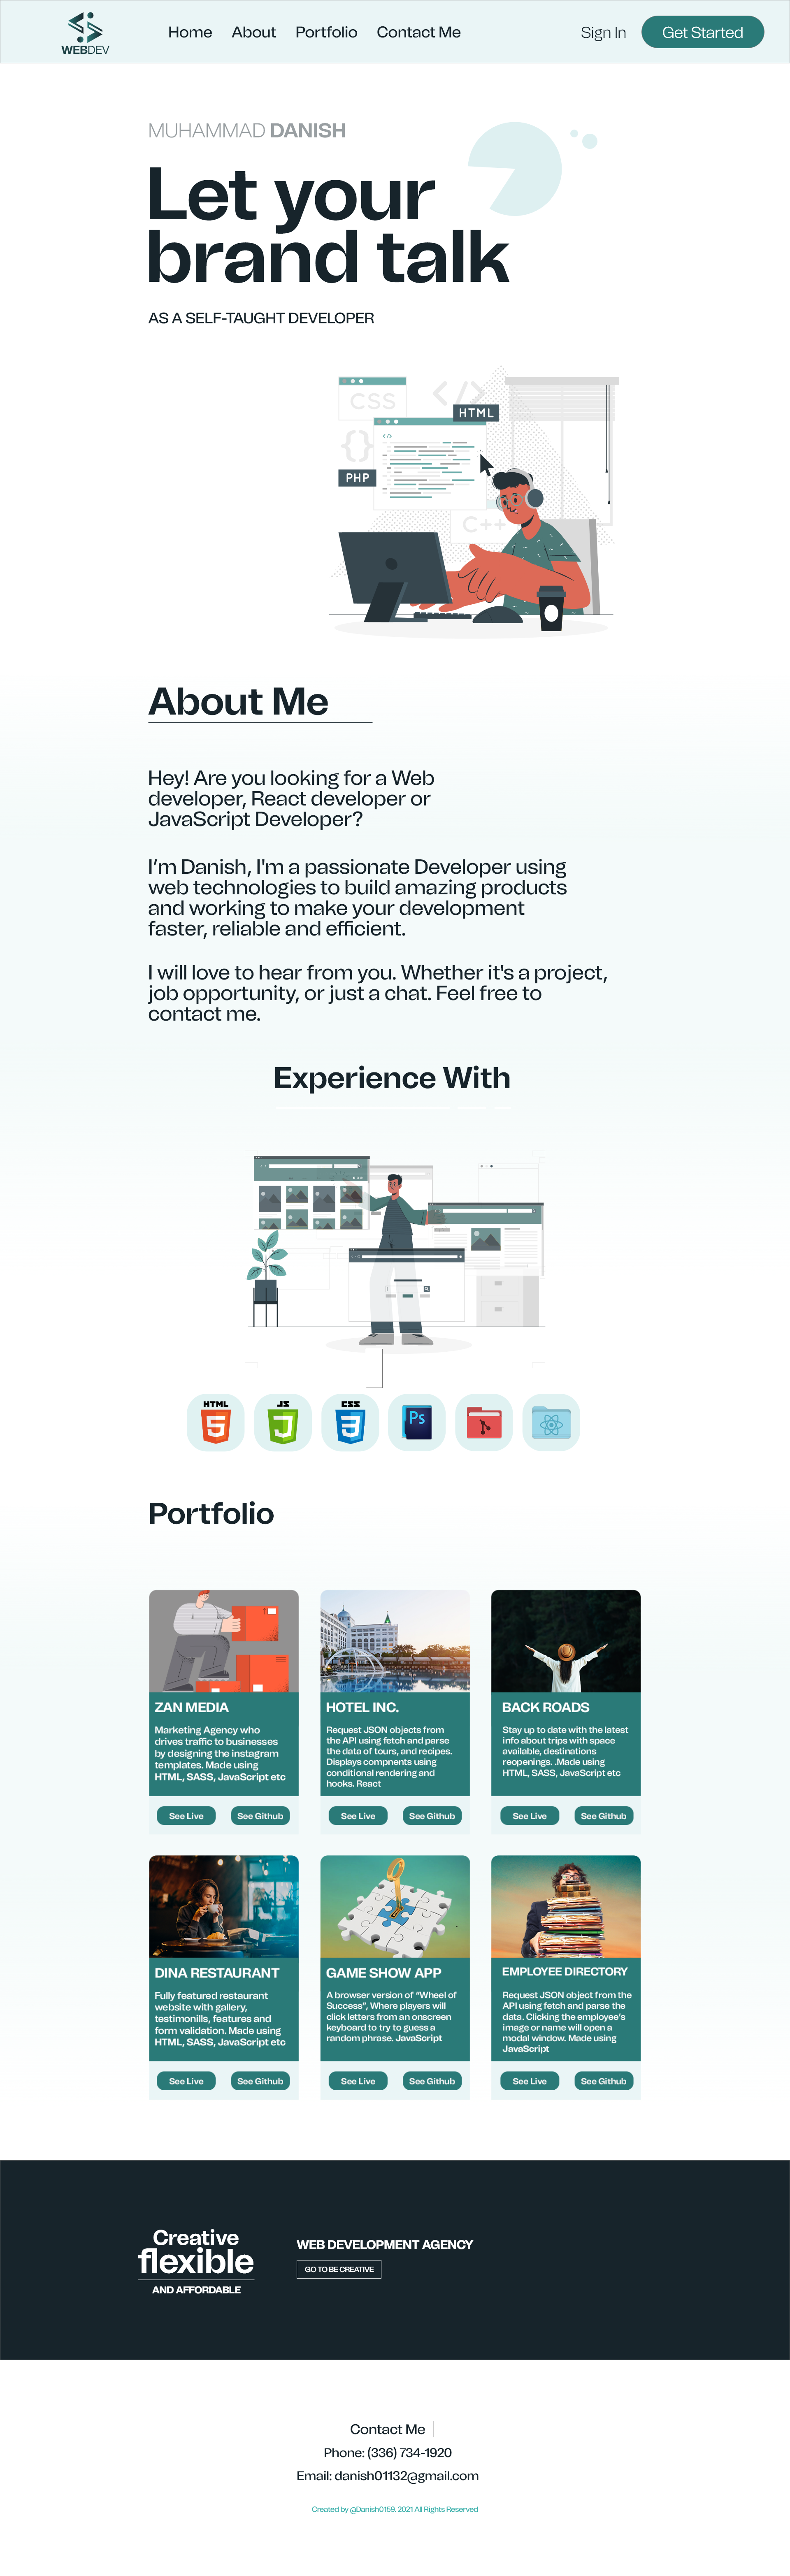 WEBDEV
Home About Portfolio Contact Me
Sign In Get Started
MUHAMMAD DANISH
Let your
brand talk
AS A SELF-TAUGHT DEVELOPER
CSS
</>
HTML
</>
{}
PHP
C++
About Me
Hey! Are you looking for a Web
developer, React developer or
JavaScript Developer?
I’m Danish, I'm a passionate Developer using
web technologies to build amazing products
and working to make your development
faster, reliable and efficient.
I will love to hear from you. Whether it's a project,
job opportunity, or just a chat. Feel free to
contact me.
Experience With
HTML
5
JS
CSS
3
Ps
Portfolio
ZAN MEDIA
Marketing Agency who
drives traffic to businesses
by designing the instagram
templates. Made using
HTML, SASS, JavaScript etc
See Live See Github
HOTEL INC.
Request JSON objects from
the API using fetch and parse
the data of tours, and recipes.
Displays compnents using
conditional rendering and
hooks. React
See Live See Github
BACK ROADS
Stay up to date with the latest
info about trips with space
available, destinations
reopenings. .Made using
HTML, SASS, JavaScript etc
See Live See Github
DINA RESTAURANT
Fully featured restaurant
website with gallery,
testimonills, features and
form validation. Made using
HTML, SASS, JavaScript etc
See Live See Github
GAME SHOW APP
A browser version of “Wheel of
Success”, Where players will
click letters from an onscreen
keyboard to try to guess a
random phrase. JavaScript
See Live See Github
EMPLOYEE DIRECTORY
Request JSON object from the
API using fetch and parse the
data. Clicking the employee’s
image or name will open a
modal window. Made using
JavaScript
See Live See Github
Creative
flexible
AND AFFORDABLE
WEB DEVELOPMENT AGENCY
GO TO BE CREATIVE
Contact Me
Phone: (336) 734-1920
Email: danish01132@gmail.com
Created by @Danish0159. 2021 All Rights Reserved